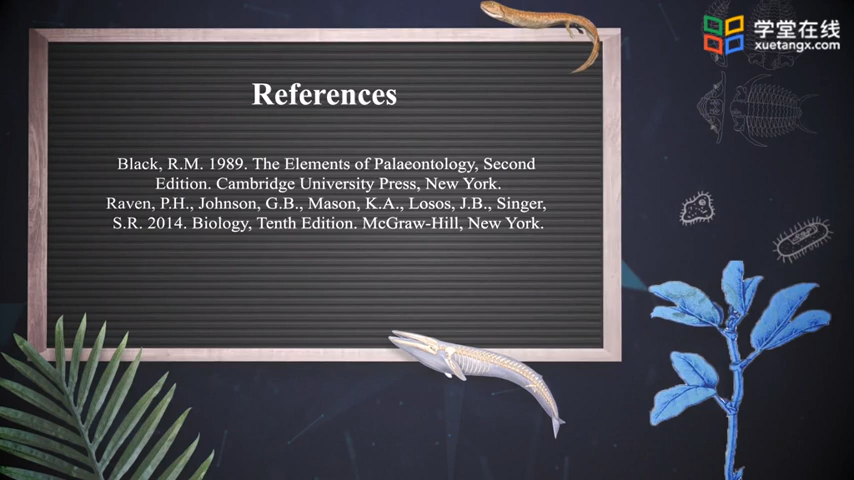 学堂在线
xuetangx.com
References
Black, R.M. 1989. The Elements of Palaeontology, Second
Edition. Cambridge University Press, New York.
Raven, P.H., Johnson, G.B., Mason, K.A., Losos, J.B., Singer,
S.R. 2014. Biology, Tenth Edition. McGraw-Hill, New York.